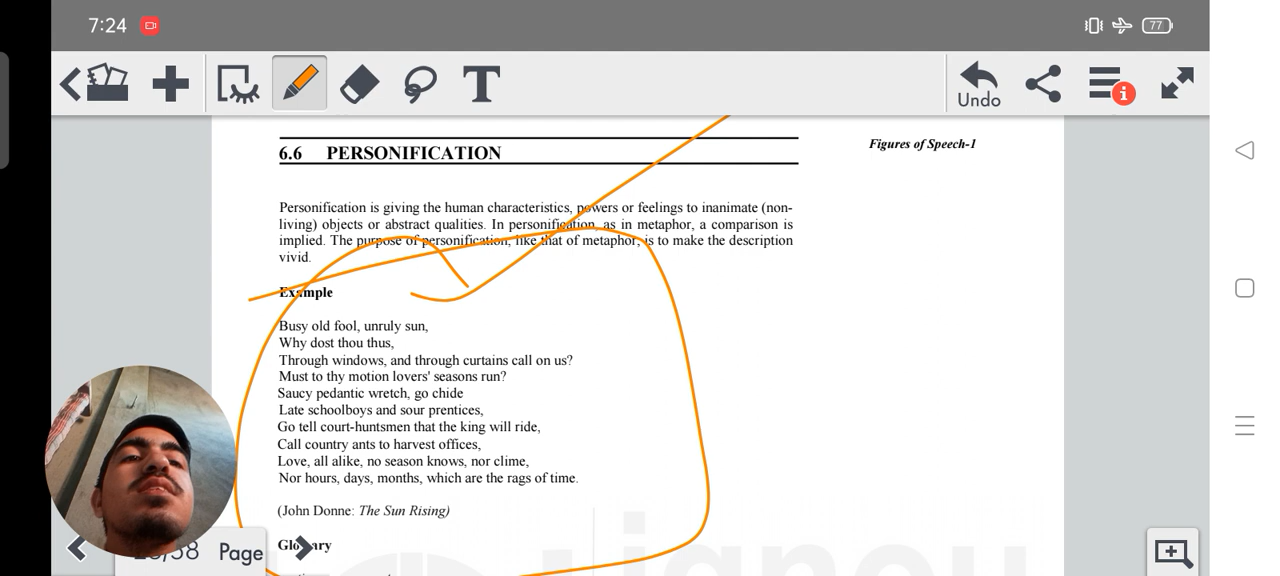 7:24
77
Undo
Figures of Speech-1
6.6 PERSONIFICATION
Personification is giving the human characteristics, powers or feelings to inanimate (non-
living) objects or abstract qualities. In personification, as in metaphor, a comparison is
implied. The purpose of personification, like that of metaphor, is to make the description
vivid.
Example
Busy old fool, unruly sun,
Why dost thou thus,
Through windows, and through curtains call on us?
Must to thy motion lovers' seasons run?
Saucy pedantic wretch, go chide
Late schoolboys and sour prentices,
Go tell court-huntsmen that the king will ride,
Call country ants to harvest offices,
Love, all alike, no season knows, nor clime,
Nor hours, days, months, which are the rags of time.
(John Donne: The Sun Rising)
Glossary
Page
ignou